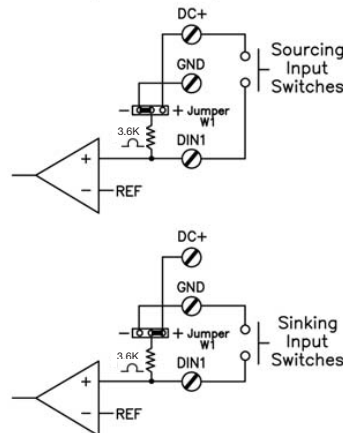 DC+
Sourcing
Input
Switches
GND
- + Jumper
W1
3.6K
+ DIN1
- REF
DC+
GND
- + Jumper
W1
Sinking
Input
Switches
3.6K
+ DIN1
- REF